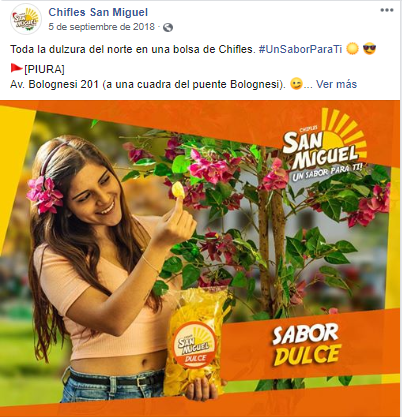 Chifles San Miguel
5 de septiembre de 2018 ·
Toda la dulzura del norte en una bolsa de Chifles. #UnSaborParaTi
[PIURA]
Av. Bolognesi 201 (a una cuadra del puente Bolognesi). ... Ver más
CHIFLES
SAN MIGUEL
UN SABOR PARA TI!
SAN MIGUEL
DULCE
SABOR
DULCE